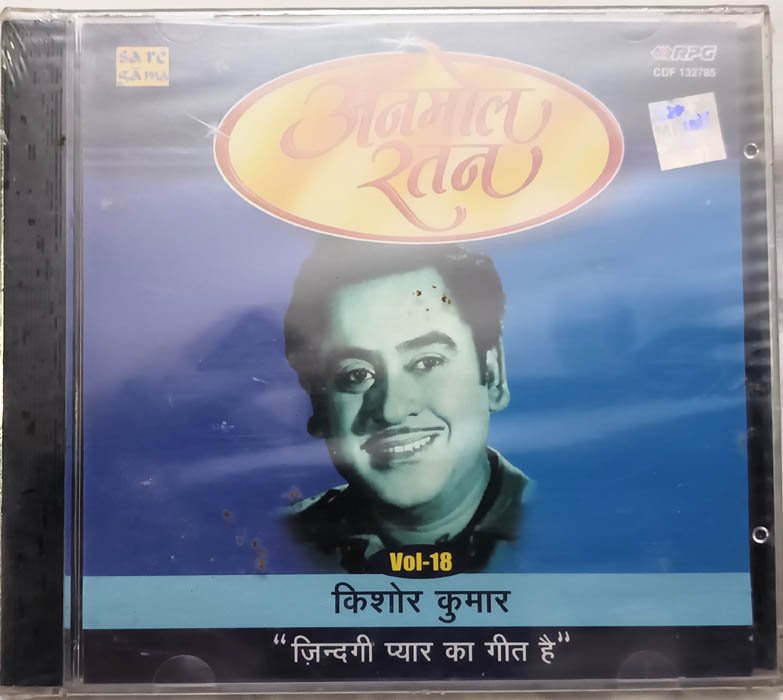 sa re
ga ma
RPG
CDF 132785
अनमोल
रतन
Vol-18
किशोर कुमार
“ज़िन्दगी प्यार का गीत है”